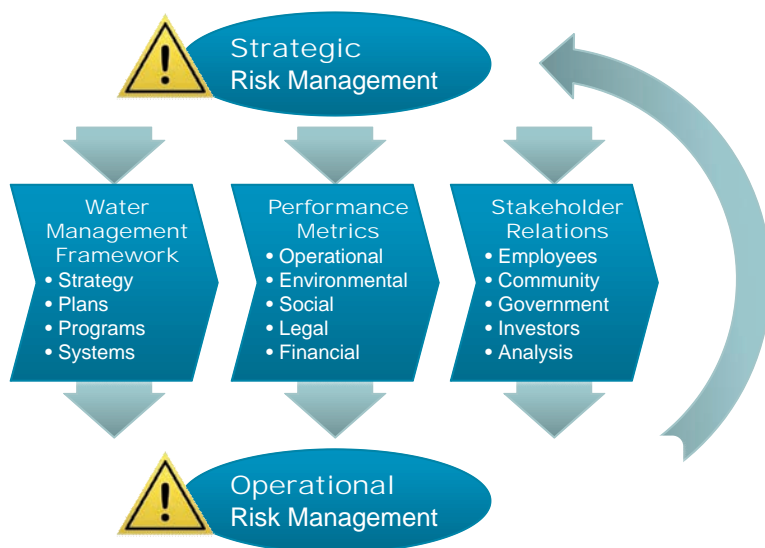 Strategic
Risk Management
Water
Management
Framework
• Strategy
• Plans
• Programs
• Systems
Performance
Metrics
• Operational
• Environmental
• Social
• Legal
• Financial
Stakeholder
Relations
• Employees
• Community
• Government
• Investors
• Analysis
Operational
Risk Management